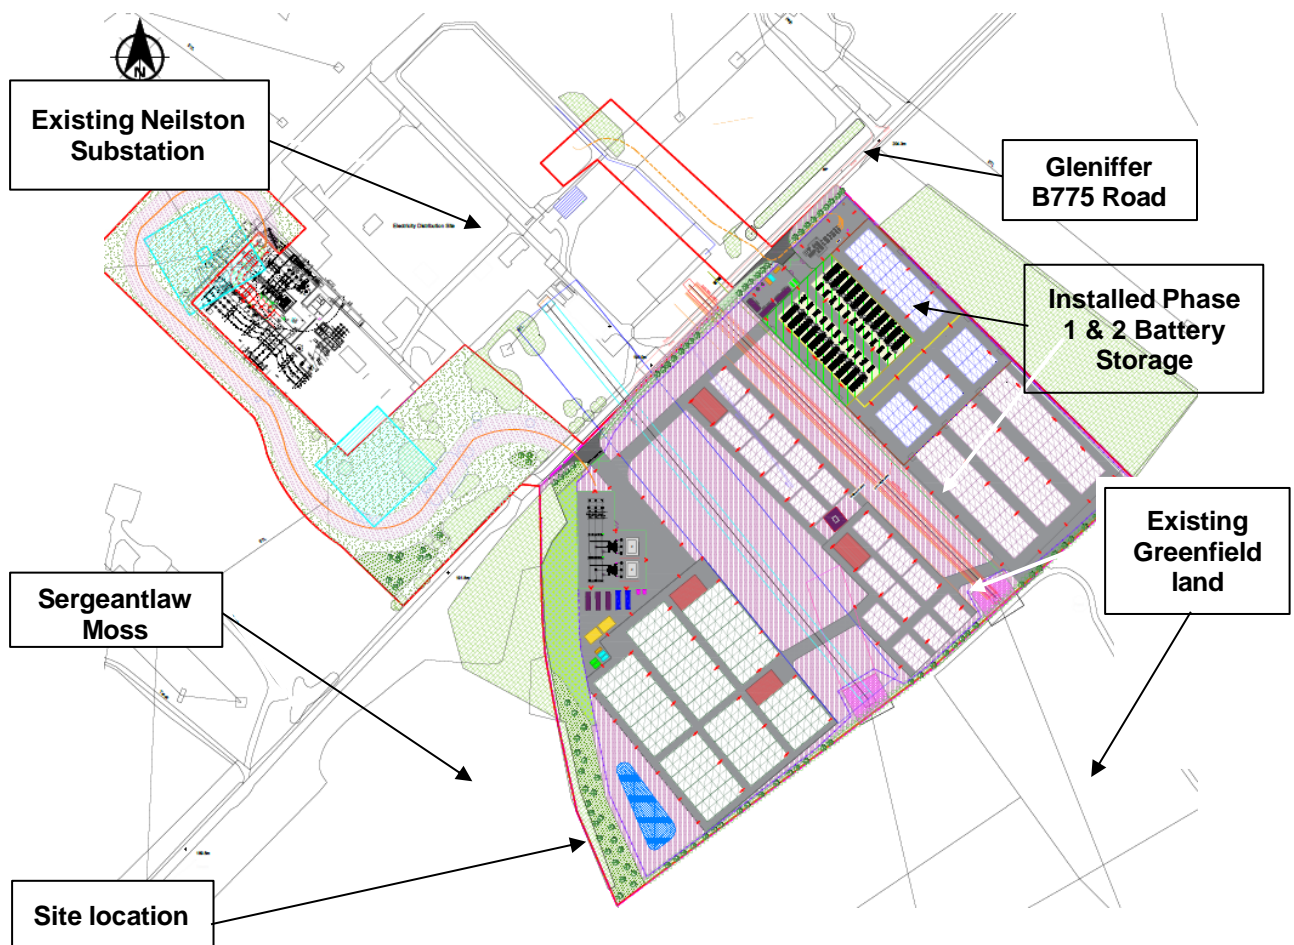 N
Existing Neilston
Substation
Gleniffer
B775 Road
Electricity Distribution Site
Installed Phase
1 & 2 Battery
Storage
Existing
Greenfield
land
Sergeantlaw
Moss
Site location